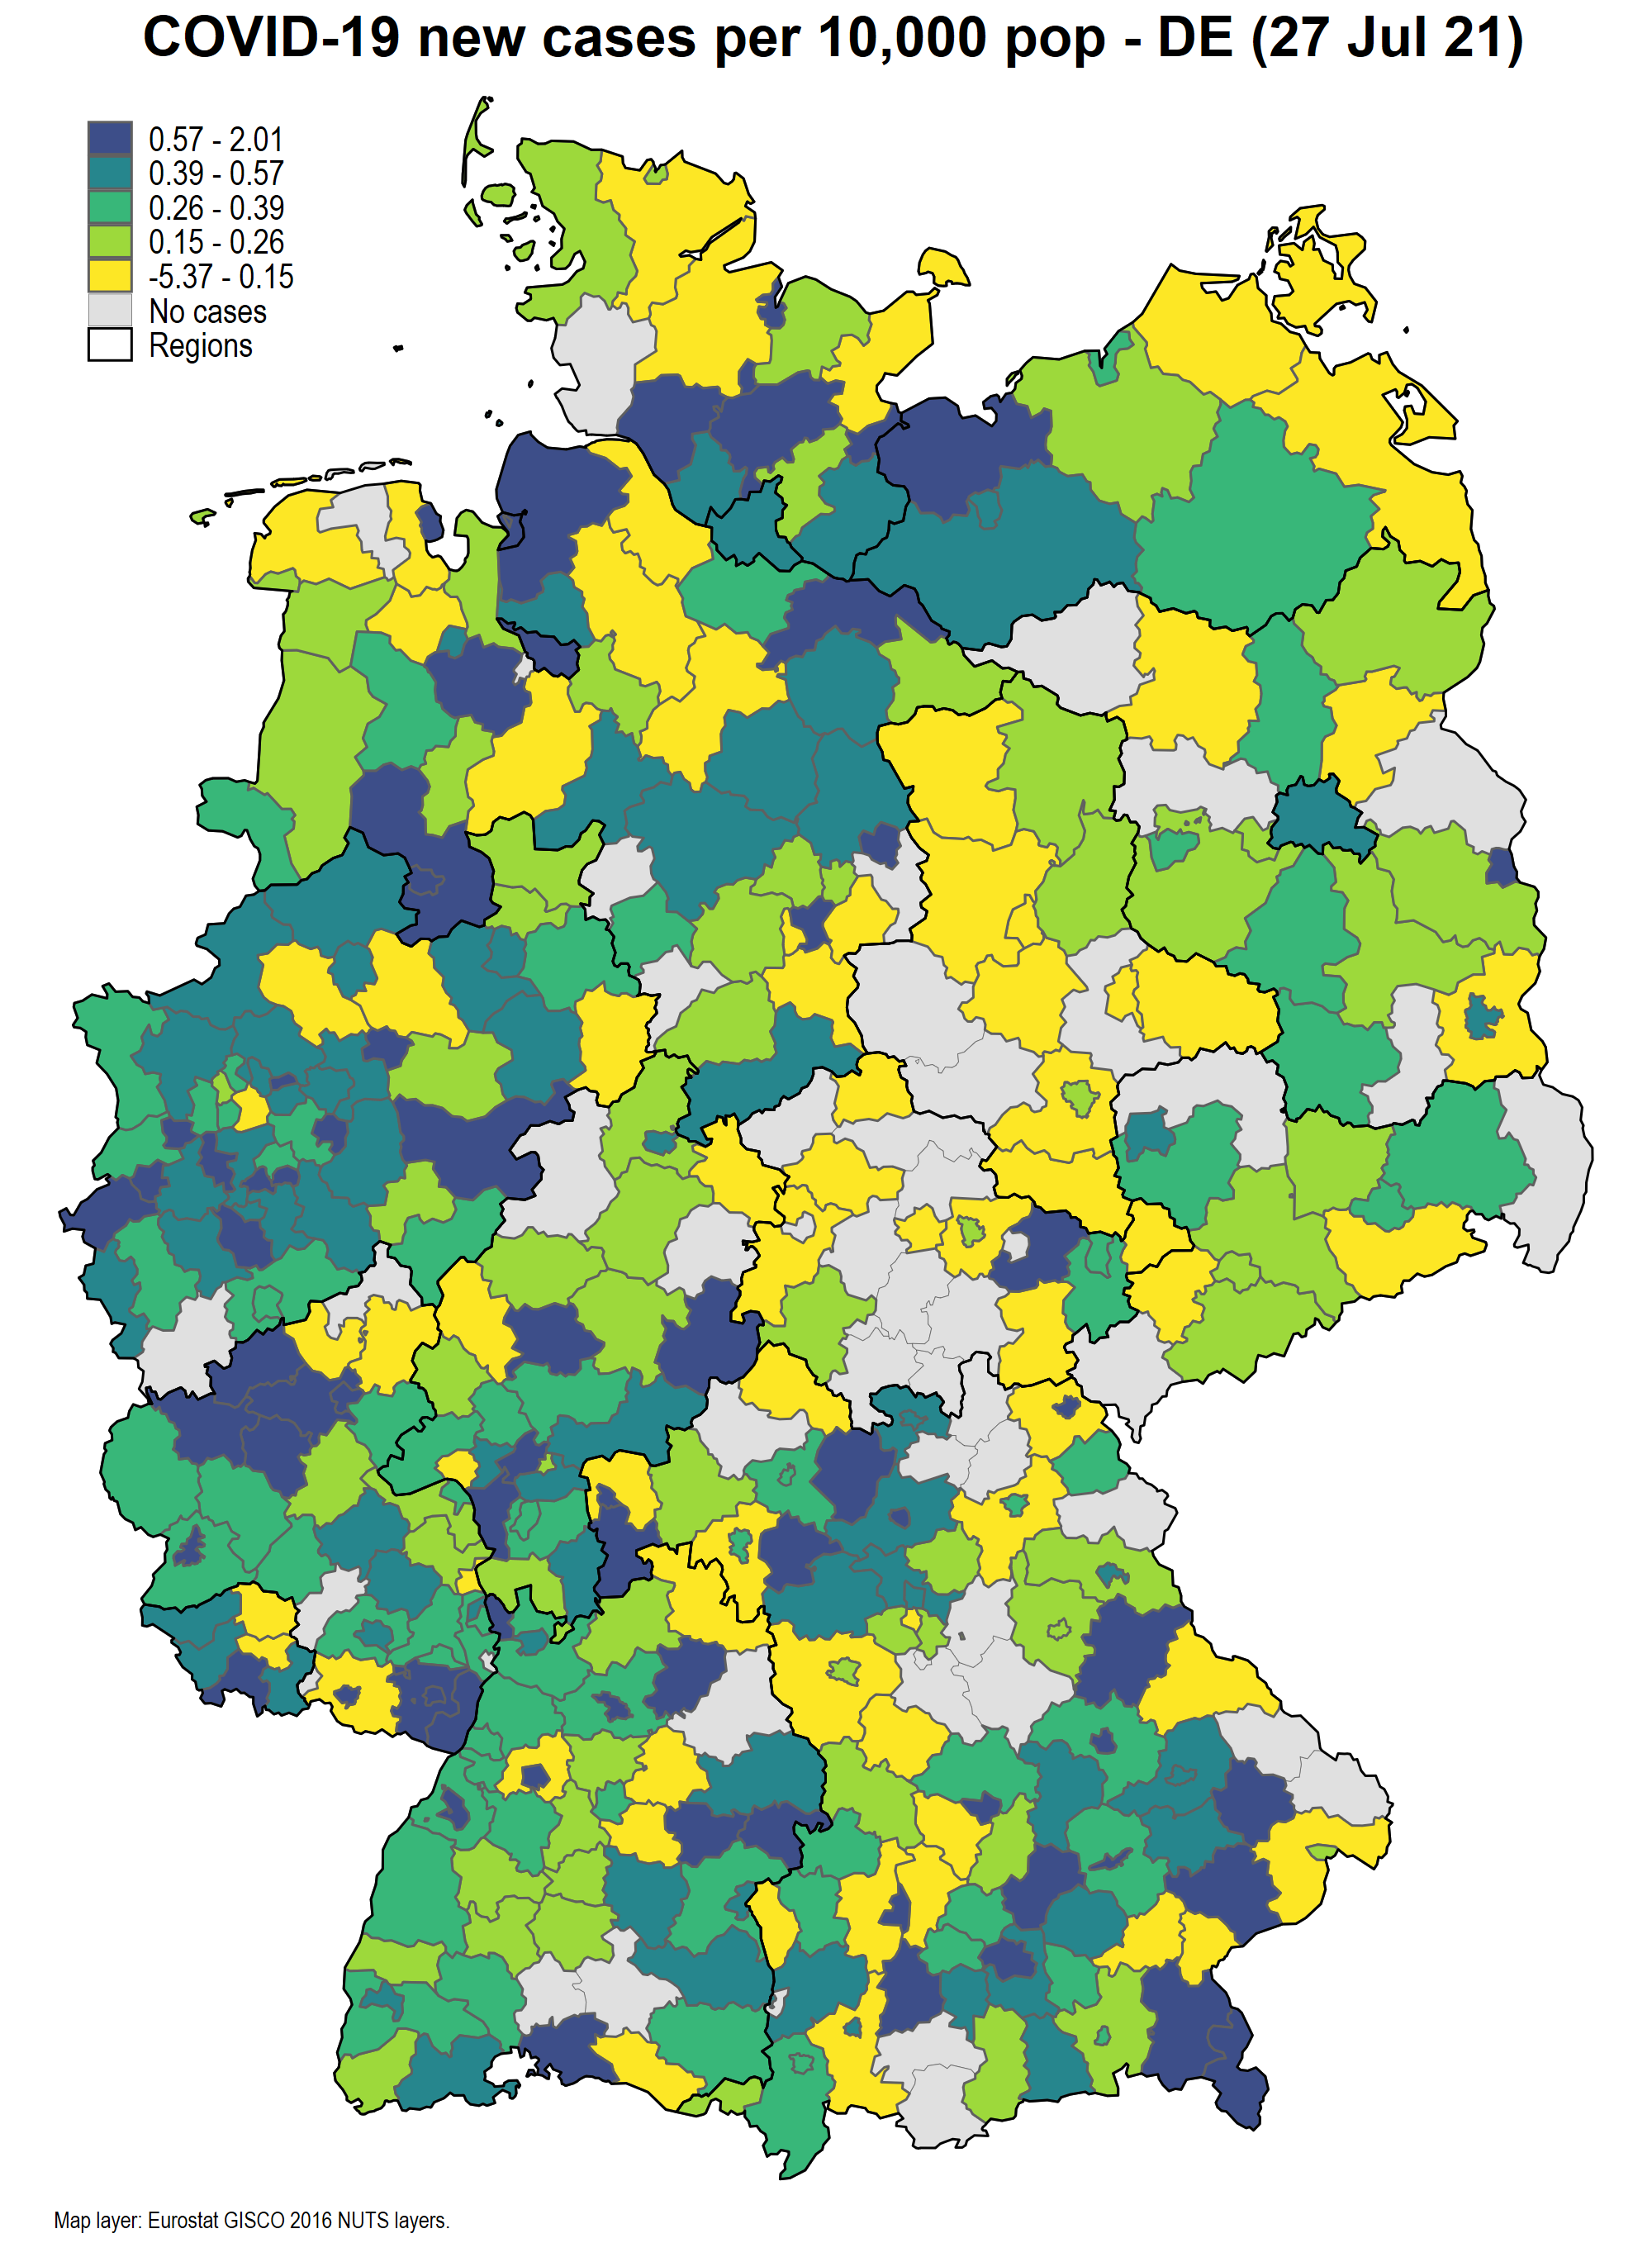 COVID-19 new cases per 10,000 pop - DE (27 Jul 21)
0.57 - 2.01
0.39 - 0.57
0.26 - 0.39
0.15 - 0.26
-5.37 - 0.15
No cases
Regions
Map layer: Eurostat GISCO 2016 NUTS layers.